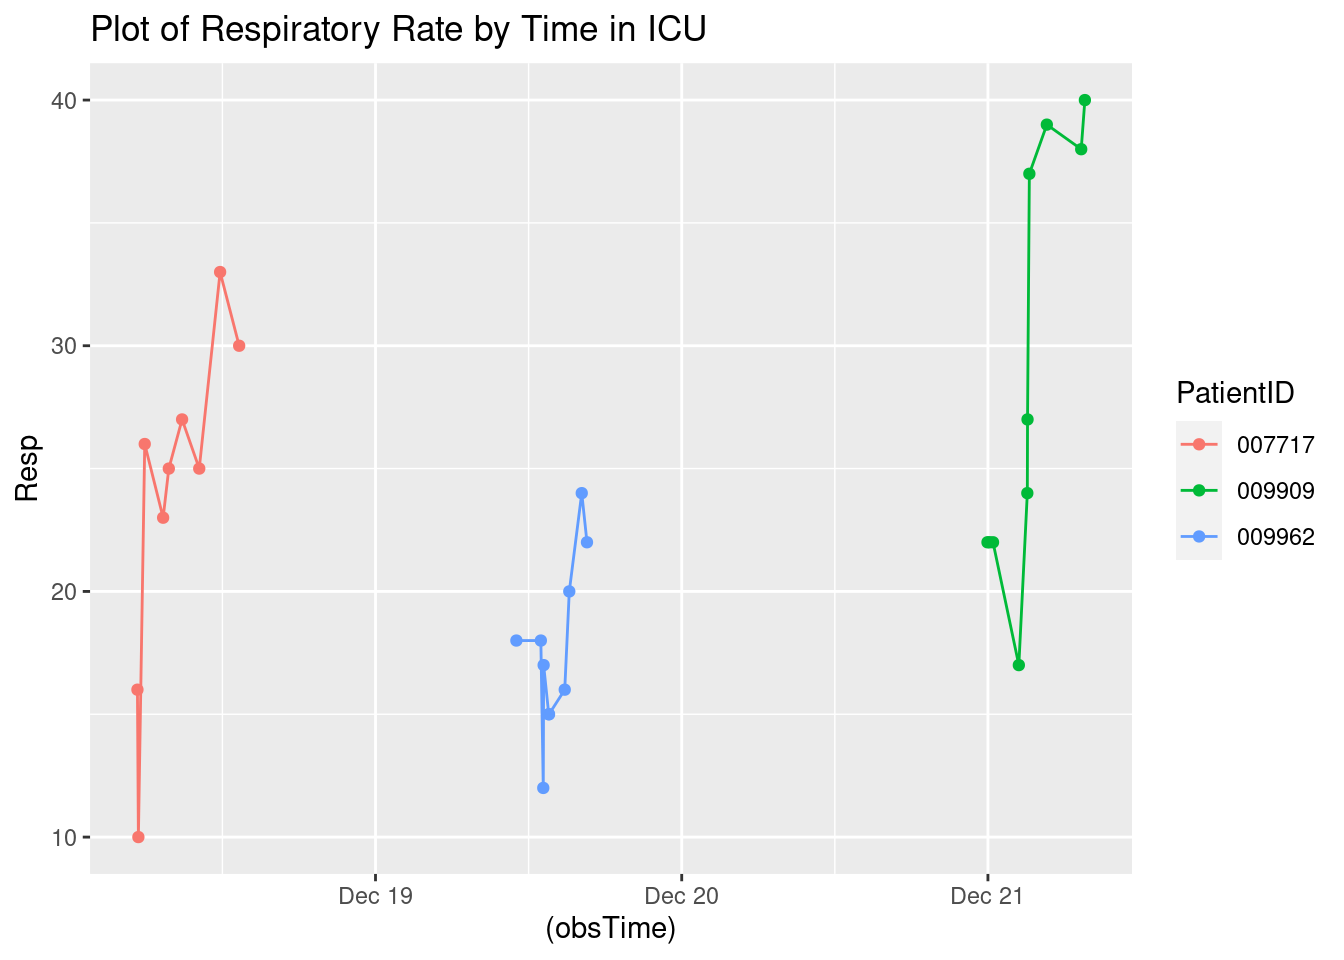 Plot of Respiratory Rate by Time in ICU
40
30
20
10
Resp
Dec 19
Dec 20
Dec 21
(obsTime)
PatientID
007717
009909
009962